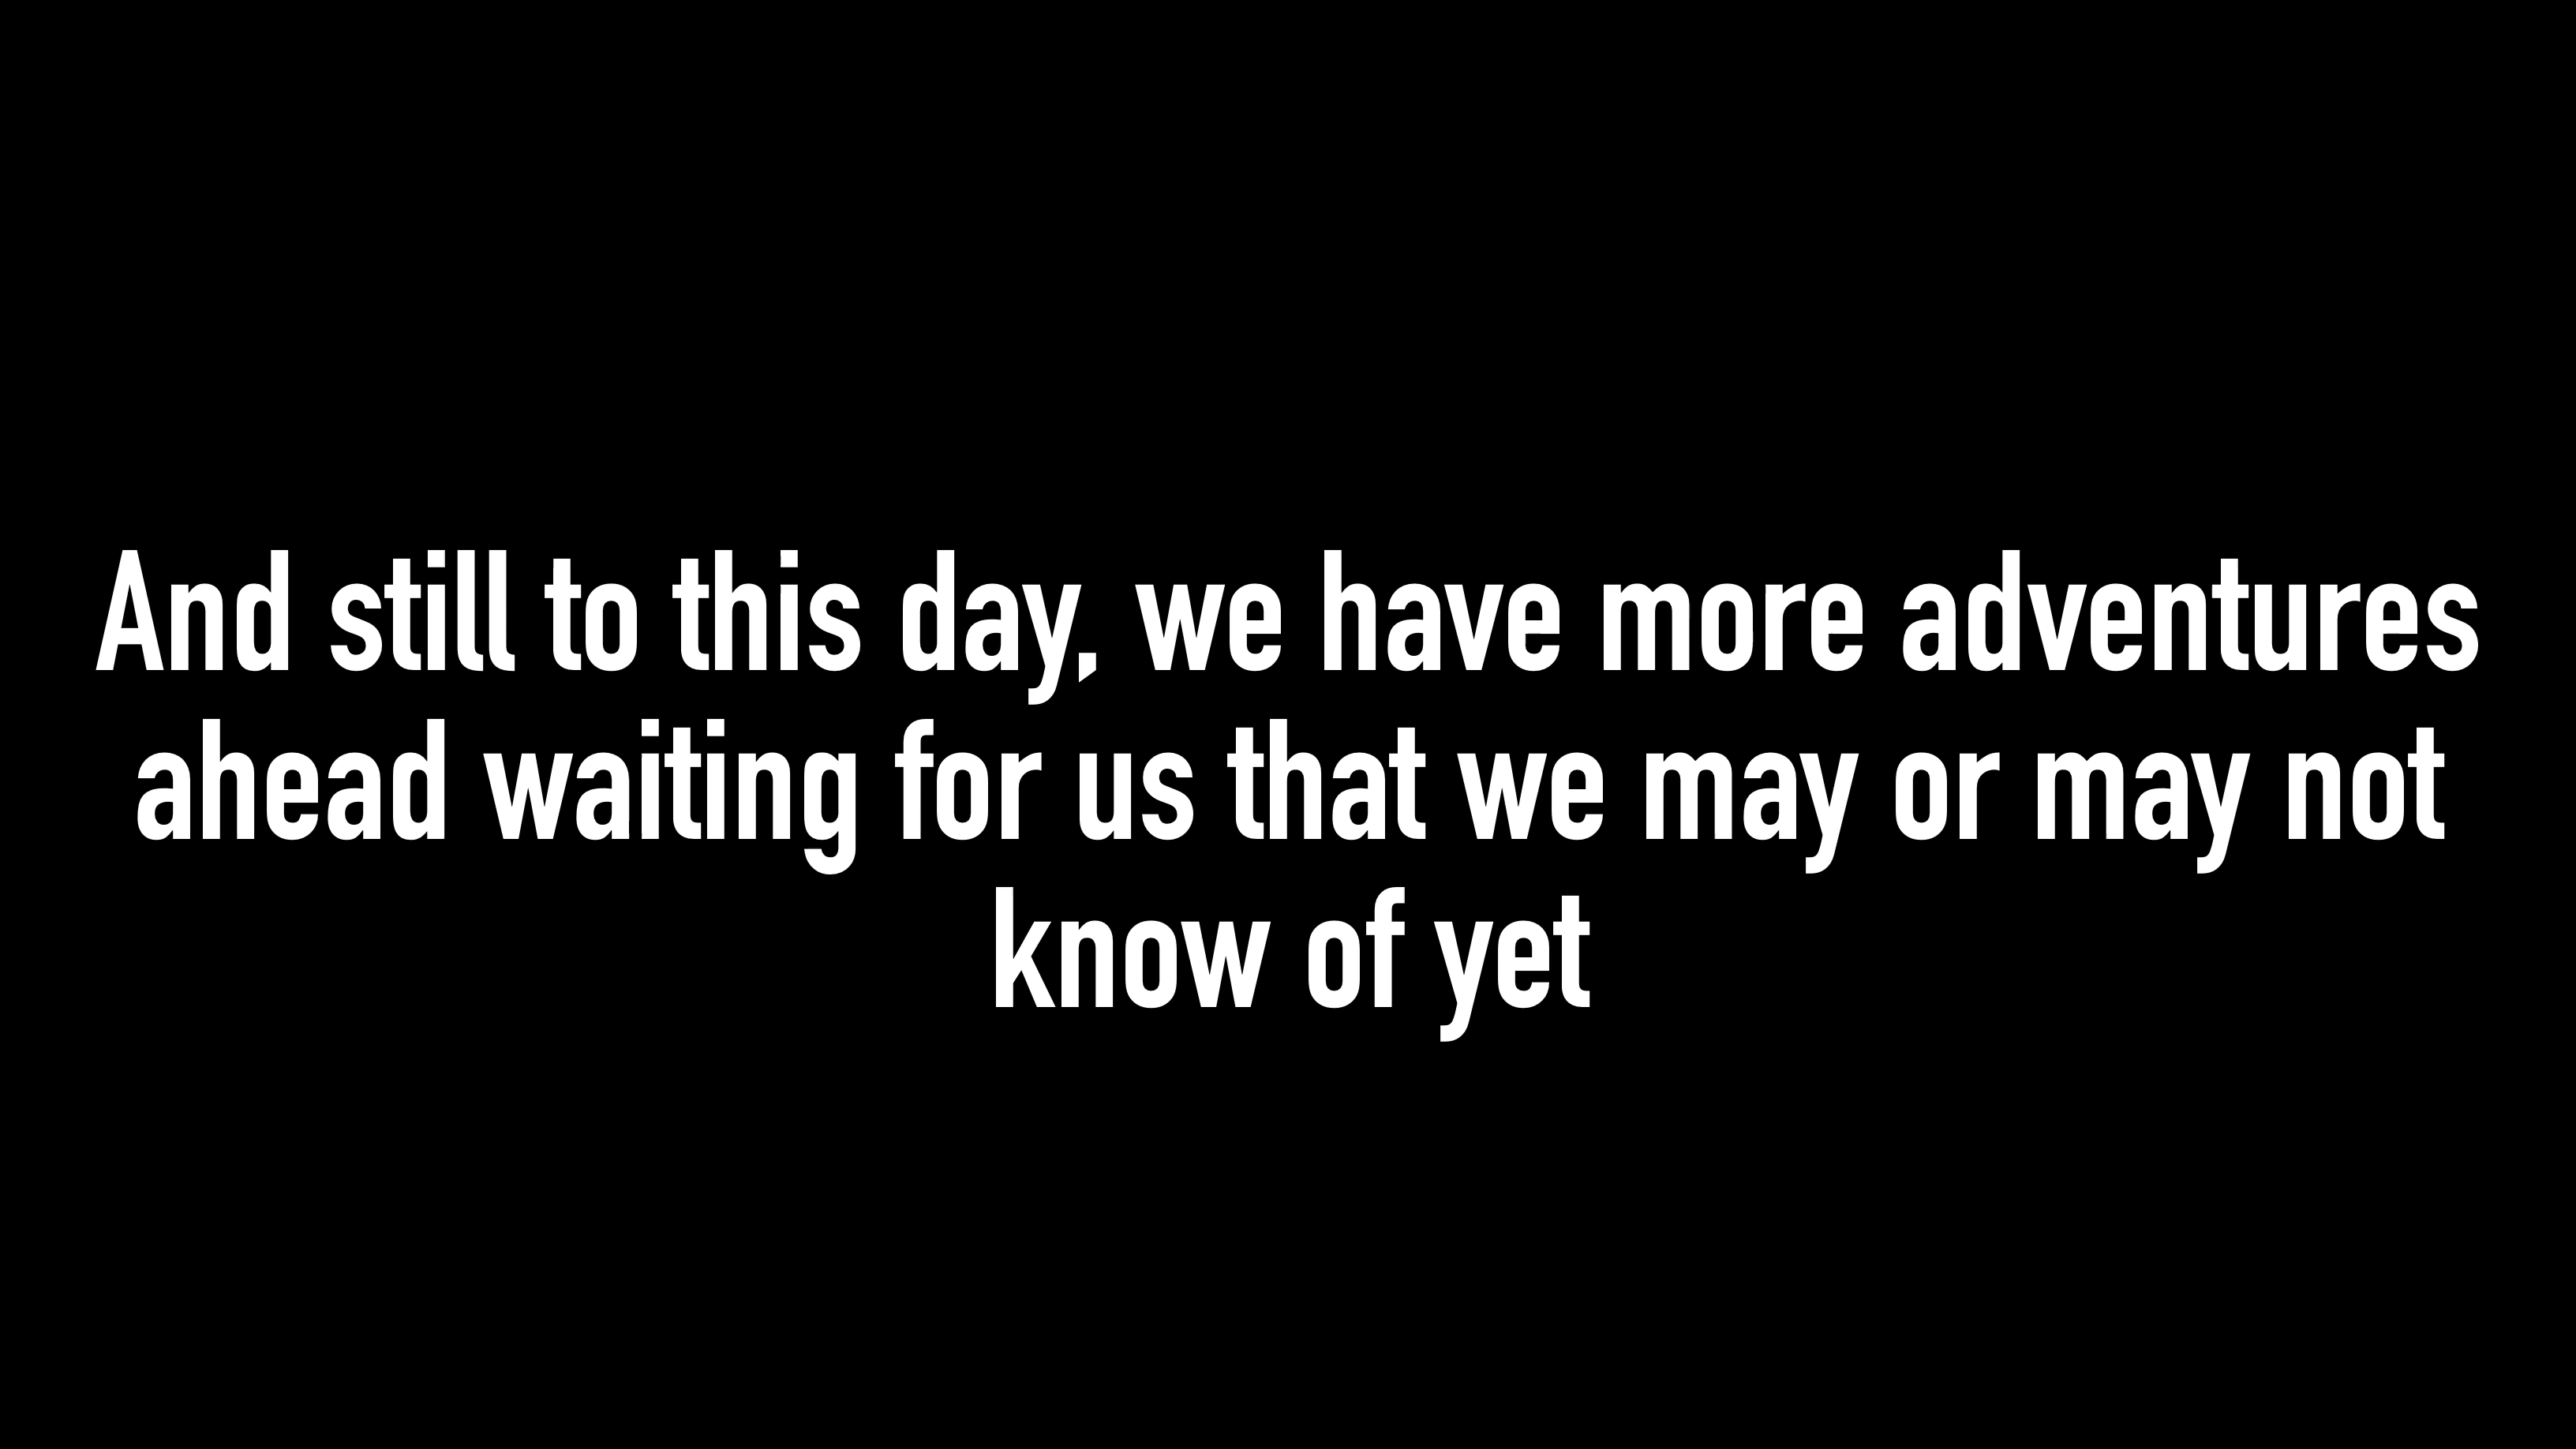 And still to this day, we have more adventures
ahead waiting for us that we may or may not
know of yet